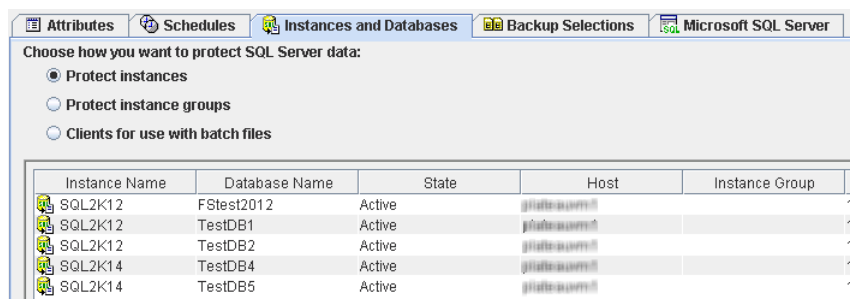 Attributes Schedules Instances and Databases Backup Selections Microsoft SQL Server
Choose how you want to protect SQL Server data:
Protect instances
Protect instance groups
Clients for use with batch files
Instance Name Database Name State Host Instance Group
SQL2K12 FStest2012 Active
SQL2K12 TestDB1 Active
SQL2K12 TestDB2 Active
SQL2K14 TestDB4 Active
SQL2K14 TestDB5 Active